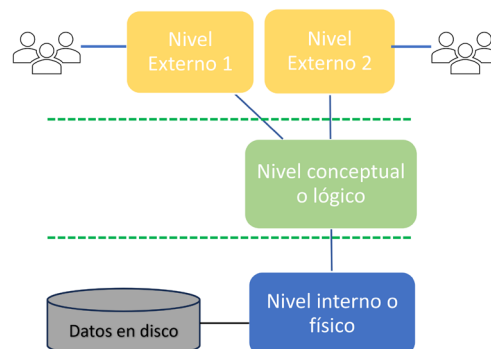 Nivel
Externo 1
Nivel
Externo 2
Nivel conceptual
o lógico
Nivel interno o
físico
Datos en disco